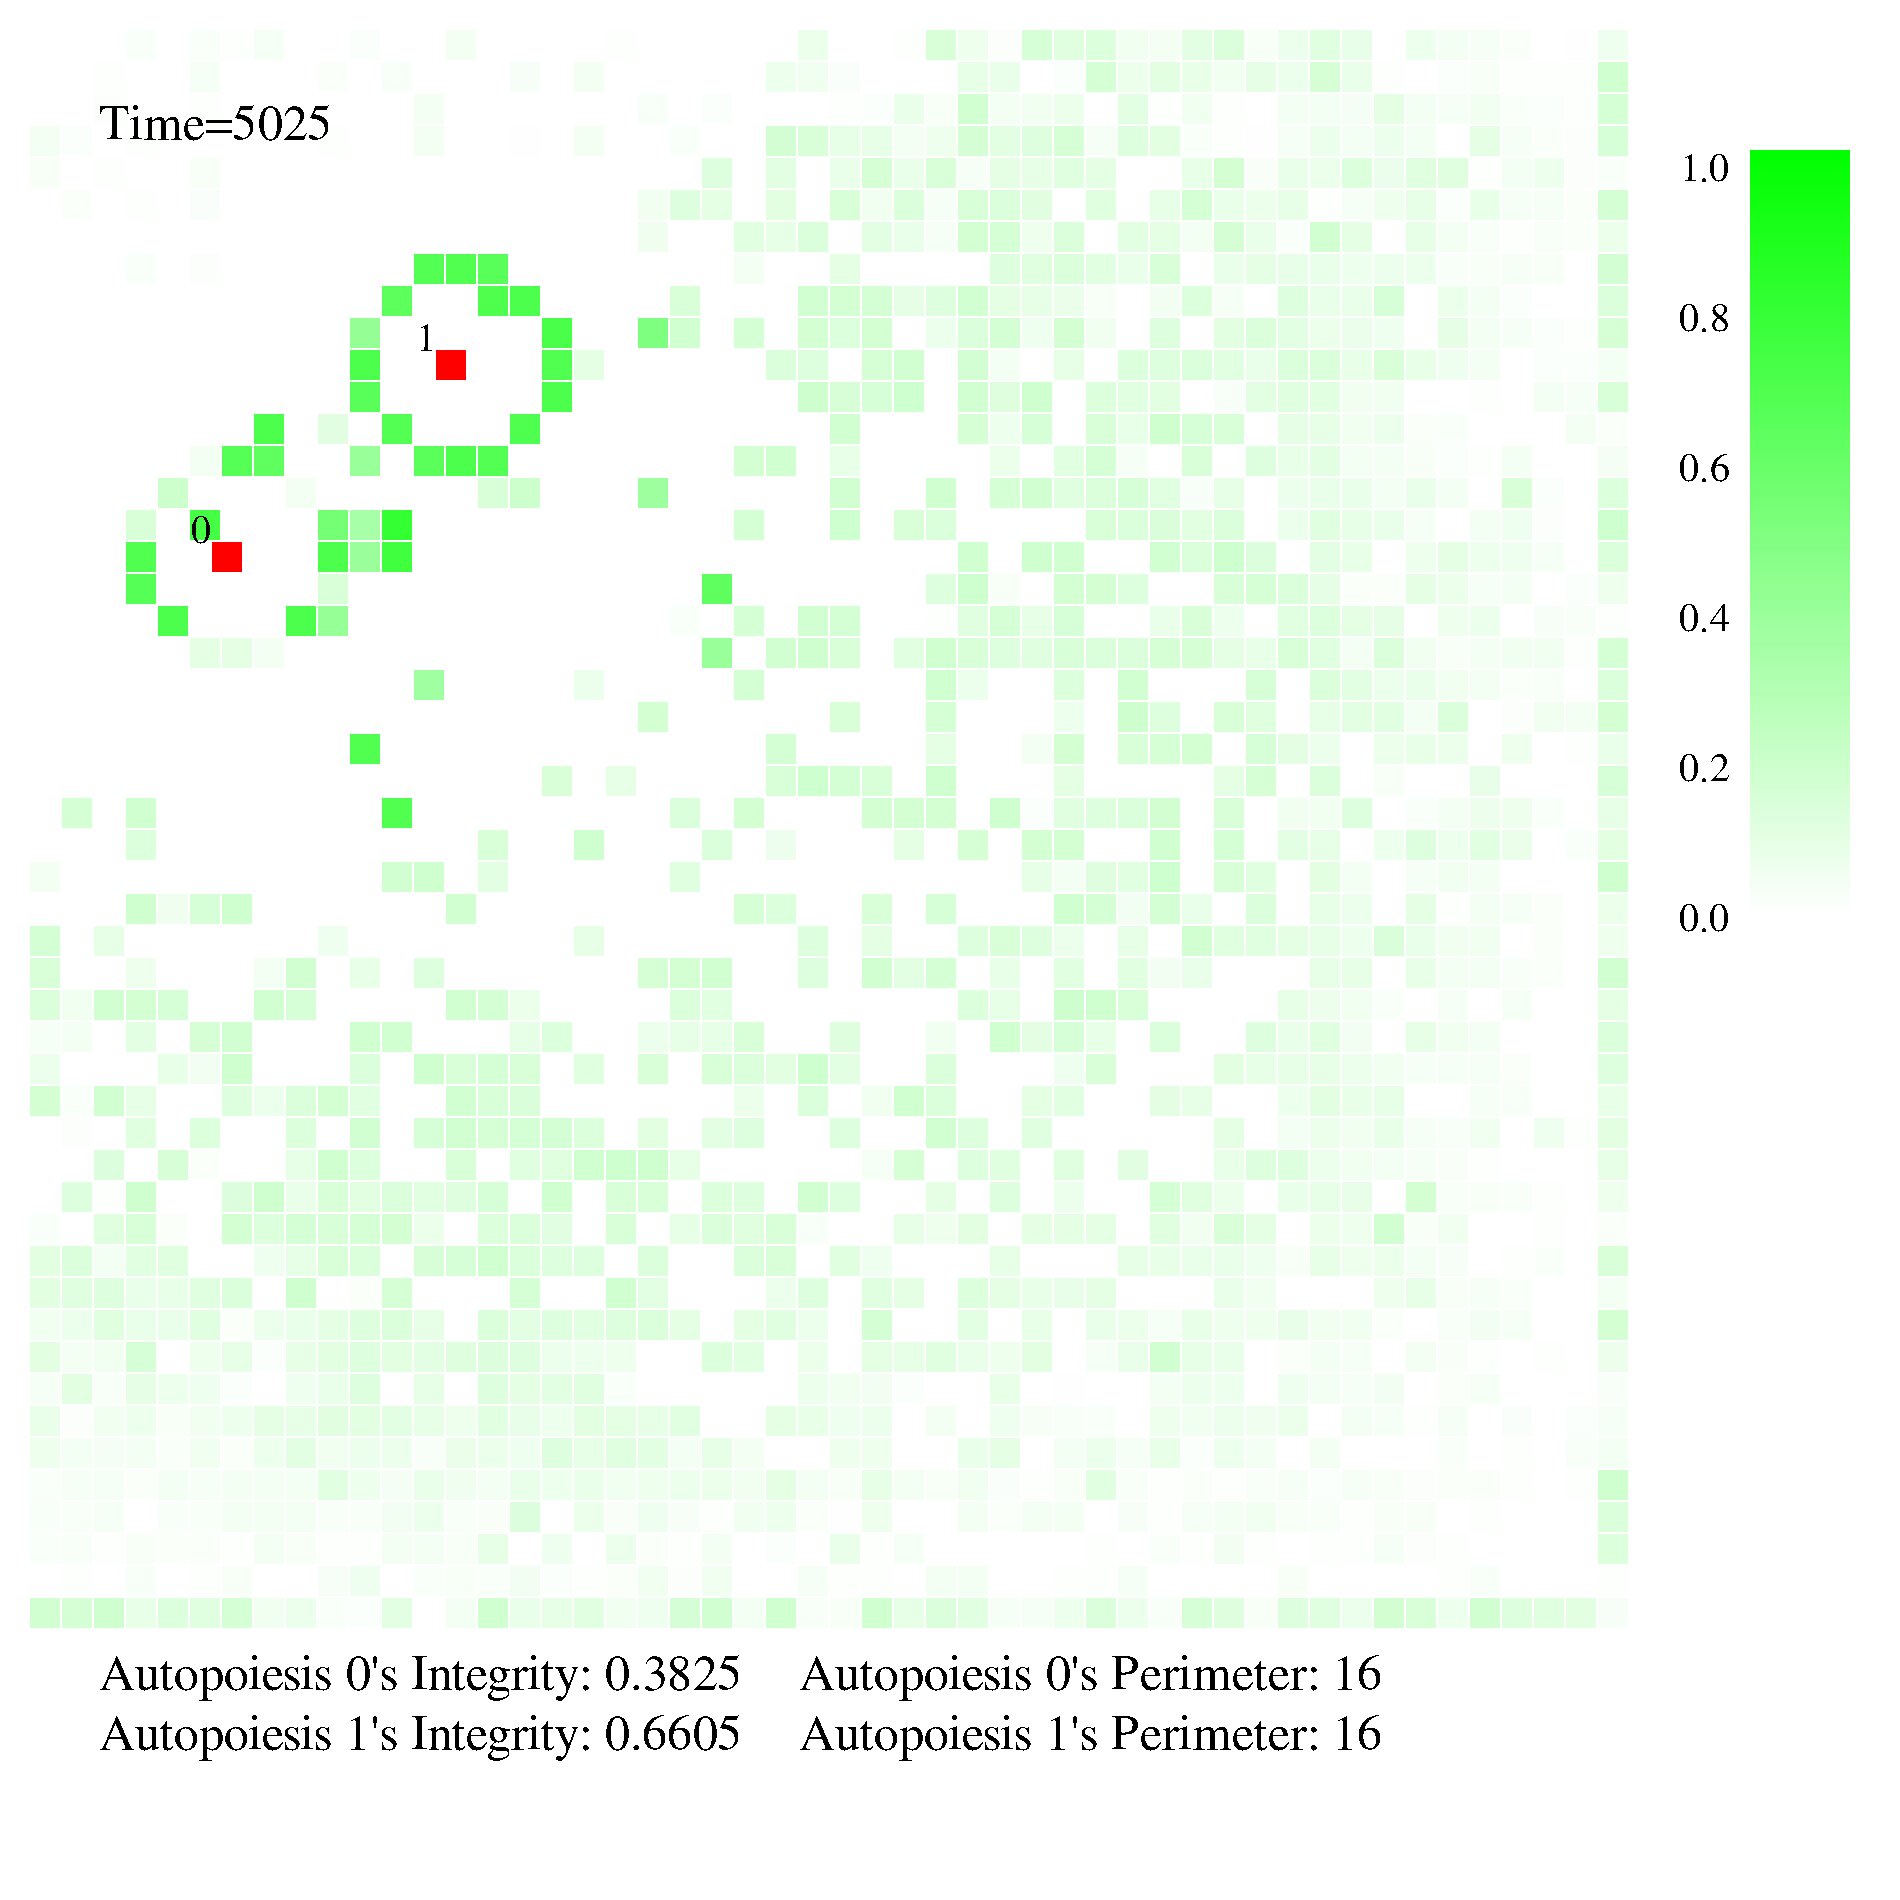 Time=5025
1.0
0.8
1
0.6
0
0.4
0.2
0.0
Autopoiesis 0's Integrity: 0.3825 Autopoiesis 0's Perimeter: 16
Autopoiesis 1's Integrity: 0.6605 Autopoiesis 1's Perimeter: 16